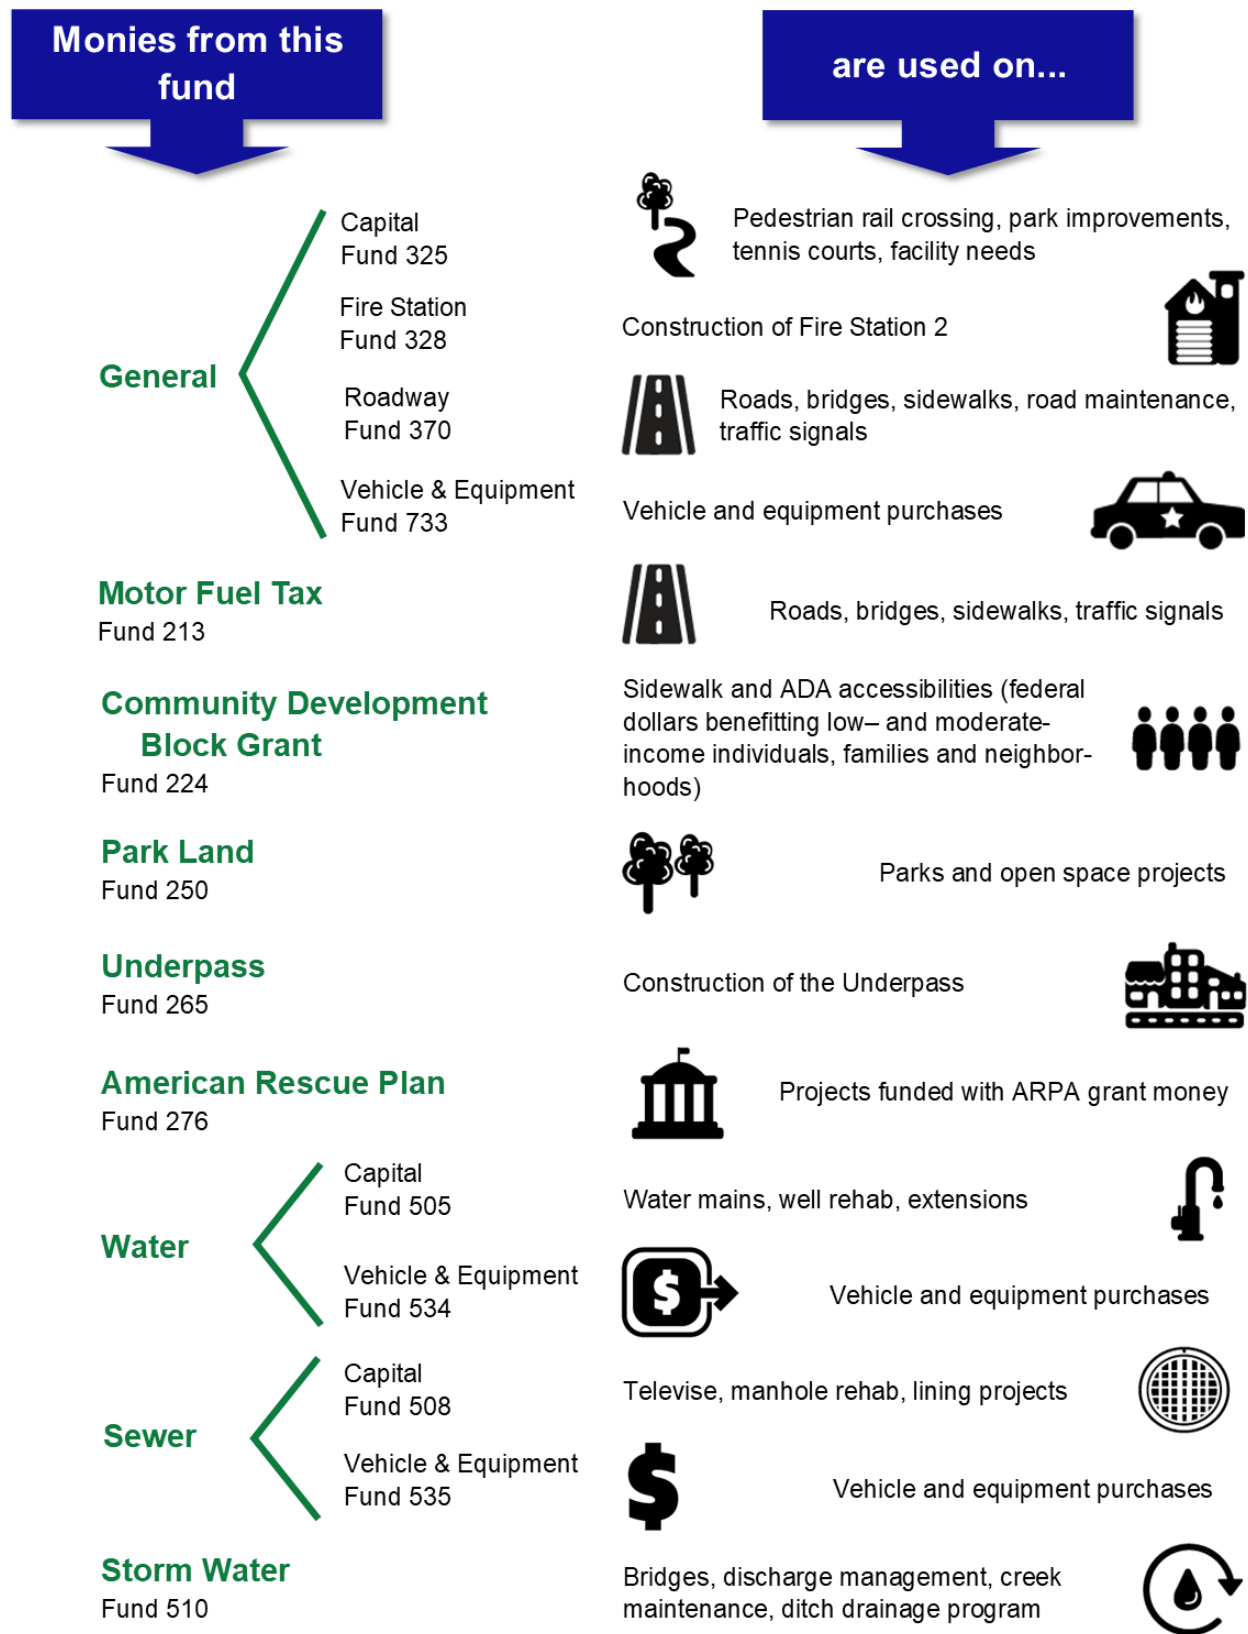 Monies from this
fund
are used on...
General
Capital
Fund 325
Pedestrian rail crossing, park improvements,
tennis courts, facility needs
Fire Station
Fund 328
Construction of Fire Station 2
Roadway
Fund 370
Roads, bridges, sidewalks, road maintenance,
traffic signals
Vehicle & Equipment
Fund 733
Vehicle and equipment purchases
Motor Fuel Tax
Fund 213
Roads, bridges, sidewalks, traffic signals
Community Development
Block Grant
Fund 224
Sidewalk and ADA accessibilities (federal
dollars benefitting low– and moderate-
income individuals, families and neighbor-
hoods)
Park Land
Fund 250
Parks and open space projects
Underpass
Fund 265
Construction of the Underpass
American Rescue Plan
Fund 276
Projects funded with ARPA grant money
Water
Capital
Fund 505
Water mains, well rehab, extensions
Vehicle & Equipment
Fund 534
$
Vehicle and equipment purchases
Sewer
Capital
Fund 508
Televise, manhole rehab, lining projects
Vehicle & Equipment
Fund 535
$
Vehicle and equipment purchases
Storm Water
Fund 510
Bridges, discharge management, creek
maintenance, ditch drainage program